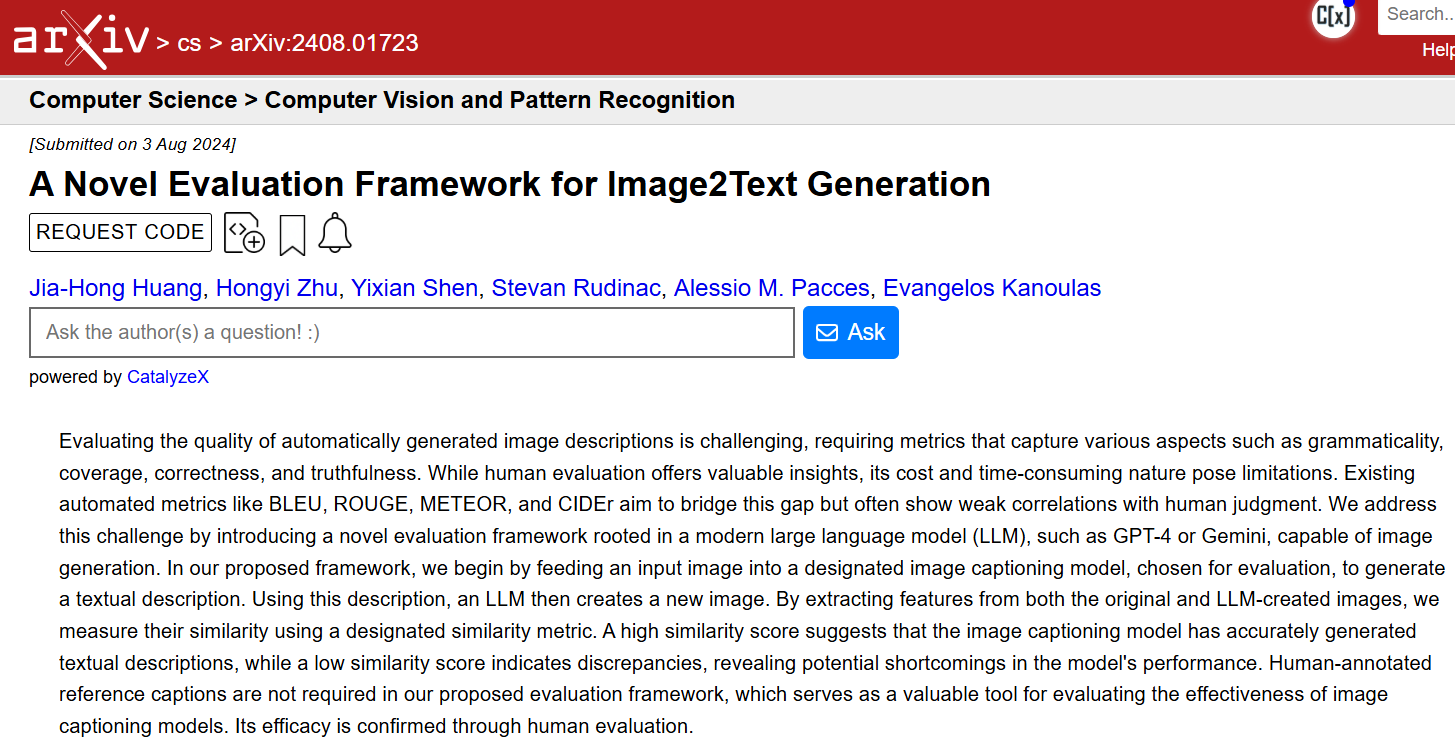 arXiv > cs > arXiv:2408.01723
C[x]
Search...
Help
Computer Science > Computer Vision and Pattern Recognition
[Submitted on 3 Aug 2024]
A Novel Evaluation Framework for Image2Text Generation
REQUEST CODE
Jia-Hong Huang, Hongyi Zhu, Yixian Shen, Stevan Rudinac, Alessio M. Pacces, Evangelos Kanoulas
Ask the author(s) a question! :)
Ask
powered by CatalyzeX
Evaluating the quality of automatically generated image descriptions is challenging, requiring metrics that capture various aspects such as grammaticality,
coverage, correctness, and truthfulness. While human evaluation offers valuable insights, its cost and time-consuming nature pose limitations. Existing
automated metrics like BLEU, ROUGE, METEOR, and CIDEr aim to bridge this gap but often show weak correlations with human judgment. We address
this challenge by introducing a novel evaluation framework rooted in a modern large language model (LLM), such as GPT-4 or Gemini, capable of image
generation. In our proposed framework, we begin by feeding an input image into a designated image captioning model, chosen for evaluation, to generate
a textual description. Using this description, an LLM then creates a new image. By extracting features from both the original and LLM-created images, we
measure their similarity using a designated similarity metric. A high similarity score suggests that the image captioning model has accurately generated
textual descriptions, while a low similarity score indicates discrepancies, revealing potential shortcomings in the model's performance. Human-annotated
reference captions are not required in our proposed evaluation framework, which serves as a valuable tool for evaluating the effectiveness of image
captioning models. Its efficacy is confirmed through human evaluation.